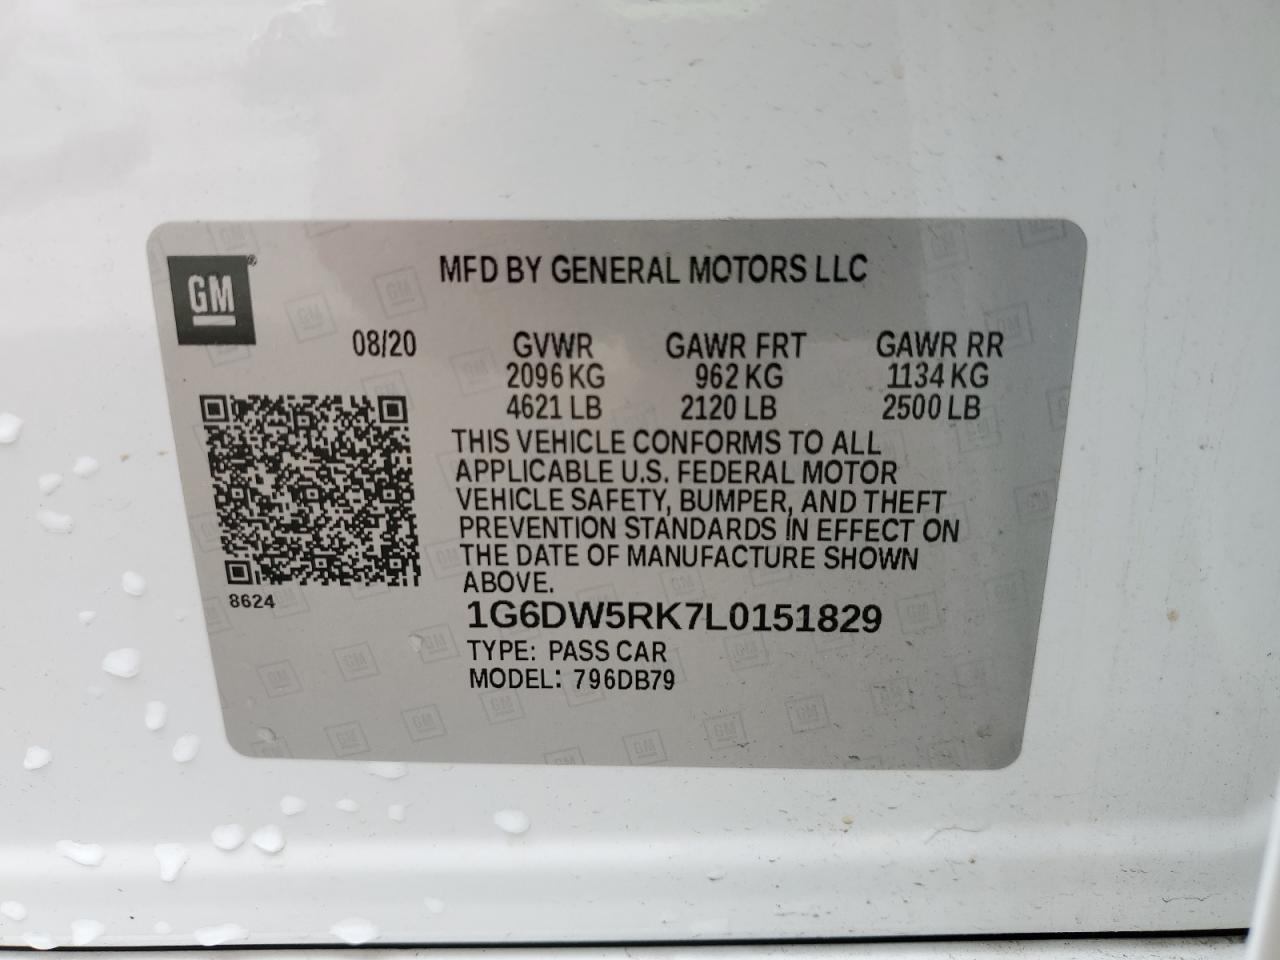 GM
MFD BY GENERAL MOTORS LLC
08/20
GVWR GAWR FRT GAWR RR
2096 KG 962 KG 1134 KG
4621 LB 2120 LB 2500 LB
THIS VEHICLE CONFORMS TO ALL
APPLICABLE U.S. FEDERAL MOTOR
VEHICLE SAFETY, BUMPER, AND THEFT
PREVENTION STANDARDS IN EFFECT ON
THE DATE OF MANUFACTURE SHOWN
ABOVE.
8624
1G6DW5RK7L0151829
TYPE: PASS CAR
MODEL: 796DB79